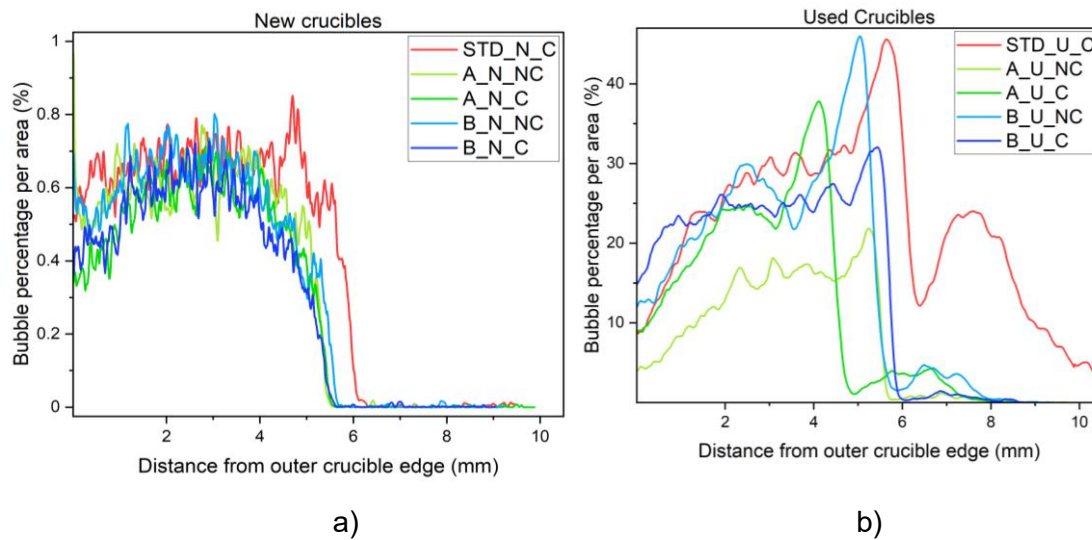 New crucibles
STD_N_C
A_N_NC
A_N_C
B_N_NC
B_N_C
Bubble percentage per area (%)
1
0.8
0.6
0.4
0.2
0
2 4 6 8 10
Distance from outer crucible edge (mm)
a)
Used Crucibles
STD_U_C
A_U_NC
A_U_C
B_U_NC
B_U_C
Bubble percentage per area (%)
40
30
20
10
2 4 6 8 10
Distance from outer crucible edge (mm)
b)